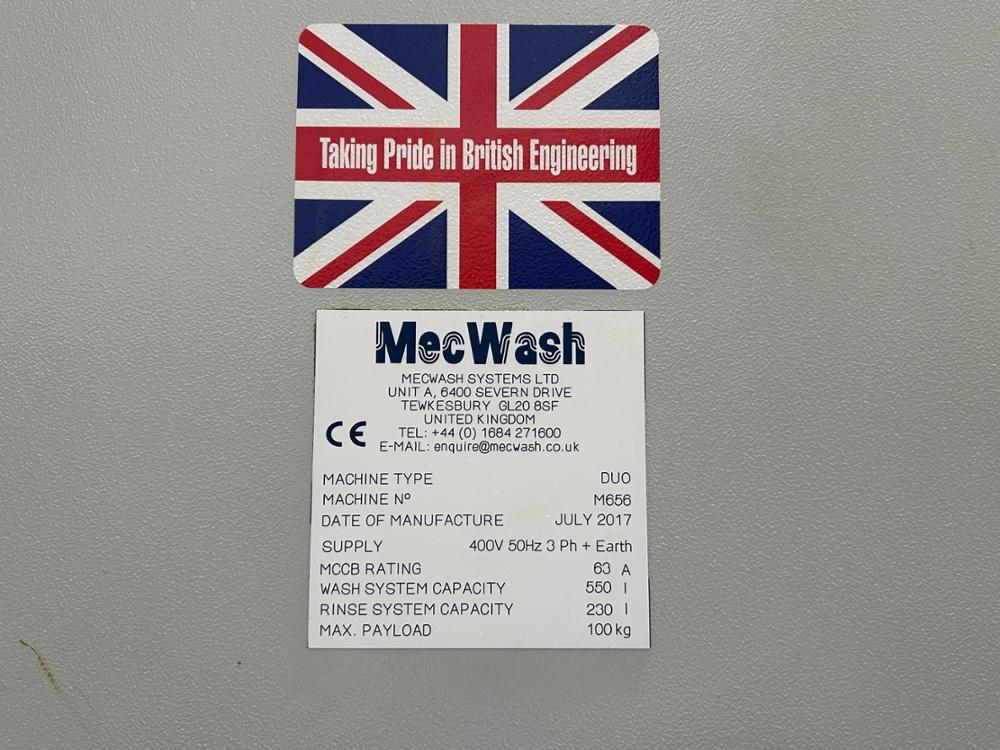 Taking Pride in British Engineering
MecWash
MECWASH SYSTEMS LTD
UNIT A, 6400 SEVERN DRIVE
TEWKESBURY GL20 8SF
UNITED KINGDOM
TEL: +44 (0) 1684 271600
E-MAIL: enquire@mecwash.co.uk
CE
MACHINE TYPE DUO
MACHINE Nº M656
DATE OF MANUFACTURE JULY 2017
SUPPLY 400V 50Hz 3 Ph + Earth
MCCB RATING 63 A
WASH SYSTEM CAPACITY 550 l
RINSE SYSTEM CAPACITY 230 l
MAX. PAYLOAD 100 kg